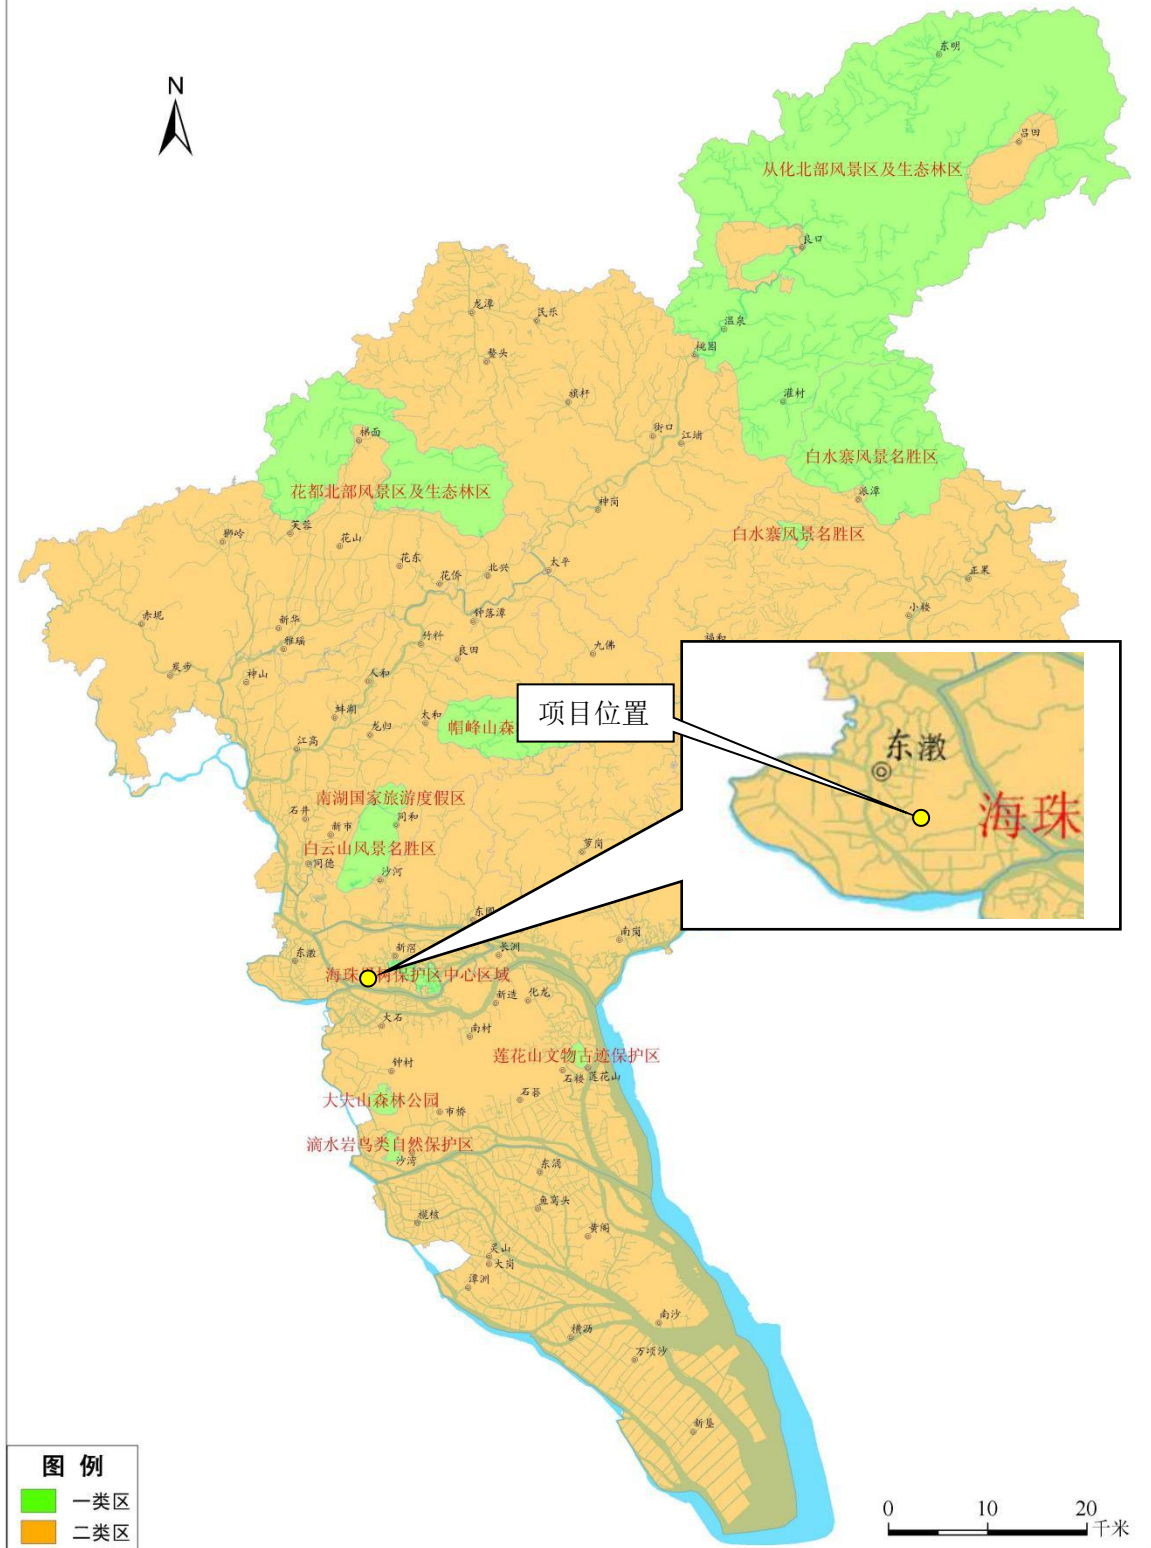 N
东明
吕田
从化北部风景区及生态林区
良口
龙潭
民乐
温泉
鳌头
桃园
旗杆
灌村
街口
江埔
梯面
白水寨风景名胜区
派潭
花都北部风景区及生态林区
神岗
狮岭
芙蓉
花山
白水寨风景名胜区
花东
花侨
北兴
太平
正果
赤坭
新华
钟落潭
小楼
雅瑶
竹料
良田
九佛
福和
炭步
神山
人和
蚌湖
太和
龙归
帽峰山森
项目位置
江高
东漖
南湖国家旅游度假区
石井
新市
同和
海珠
白云山风景名胜区
同德
沙河
萝岗
东圃
南岗
东漖
新滘
长洲
海珠果树保护区中心区域
新造
化龙
大石
南村
莲花山文物古迹保护区
钟村
石楼
莲花山
大夫山森林公园
石碁
市桥
滴水岩鸟类自然保护区
沙湾
东涌
鱼窝头
榄核
黄阁
灵山
大岗
潭洲
南沙
横沥
万顷沙
新垦
图 例
一类区
二类区
0 10 20
千米